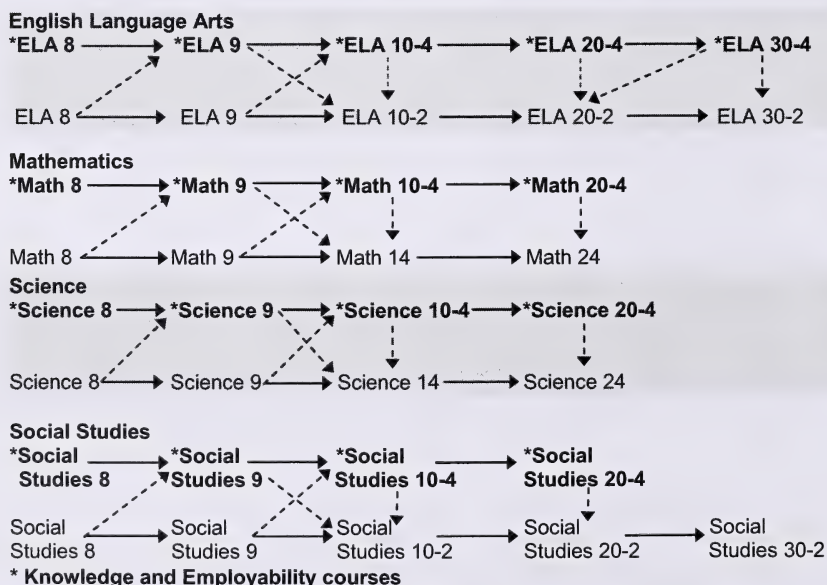 English Language Arts
*ELA 8 *ELA 9 *ELA 10-4 *ELA 20-4 *ELA 30-4
ELA 8 ELA 9 ELA 10-2 ELA 20-2 ELA 30-2
Mathematics
*Math 8 *Math 9 *Math 10-4 *Math 20-4
Math 8 Math 9 Math 14 Math 24
Science
*Science 8 *Science 9 *Science 10-4 *Science 20-4
Science 8 Science 9 Science 14 Science 24
Social Studies
*Social *Social *Social *Social
Studies 8 Studies 9 Studies 10-4 Studies 20-4
Social Social Social Social Social
Studies 8 Studies 9 Studies 10-2 Studies 20-2 Studies 30-2
* Knowledge and Employability courses